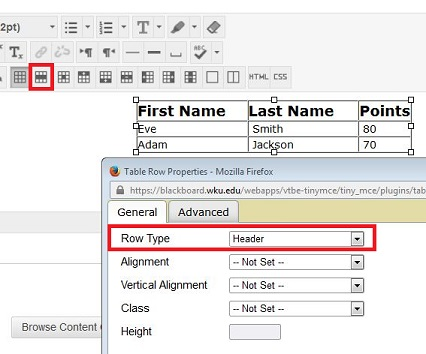 2pt)
T
Tx
ABC
HTML CSS
First Name Last Name Points
Eve Smith 80
Adam Jackson 70
Table Row Properties - Mozilla Firefox
https://blackboard.wku.edu/webapps/vtbe-tinymce/tiny_mce/plugins/tab
General Advanced
Row Type Header
Alignment -- Not Set --
Vertical Alignment -- Not Set --
Class -- Not Set --
Height
Browse Content